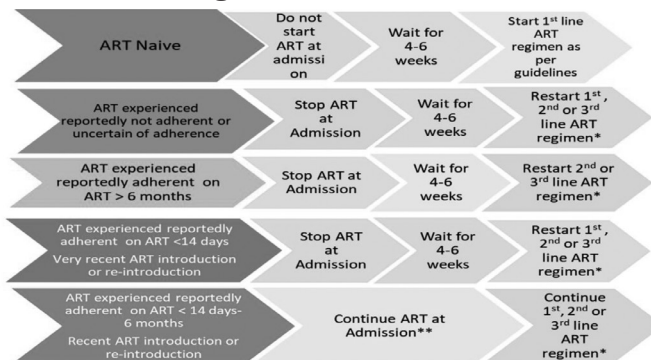 ART Naive
Do not
start
ART at
admissi
on
Wait for
4-6
weeks
Start 1st line
ART
regimen as
per
guidelines
ART experienced
reportedly not adherent or
uncertain of adherence
Stop ART
at
Admission
Wait for
4-6
weeks
Restart 1st,
2nd or 3rd
line ART
regimen*
ART experienced
reportedly adherent on
ART > 6 months
Stop ART at
Admission
Wait for
4-6
weeks
Restart 2nd or
3rd line ART
regimen*
ART experienced reportedly
adherent on ART <14 days
Very recent ART introduction
or re-introduction
Stop ART
at
Admission
Wait for
4-6
weeks
Restart 1st,
2nd or 3rd
line ART
regimen*
ART experienced reportedly
adherent on ART < 14 days-
6 months
Recent ART introduction or
re-introduction
Continue ART at
Admission**
Continue
1st, 2nd or
3rd line
ART
regimen*